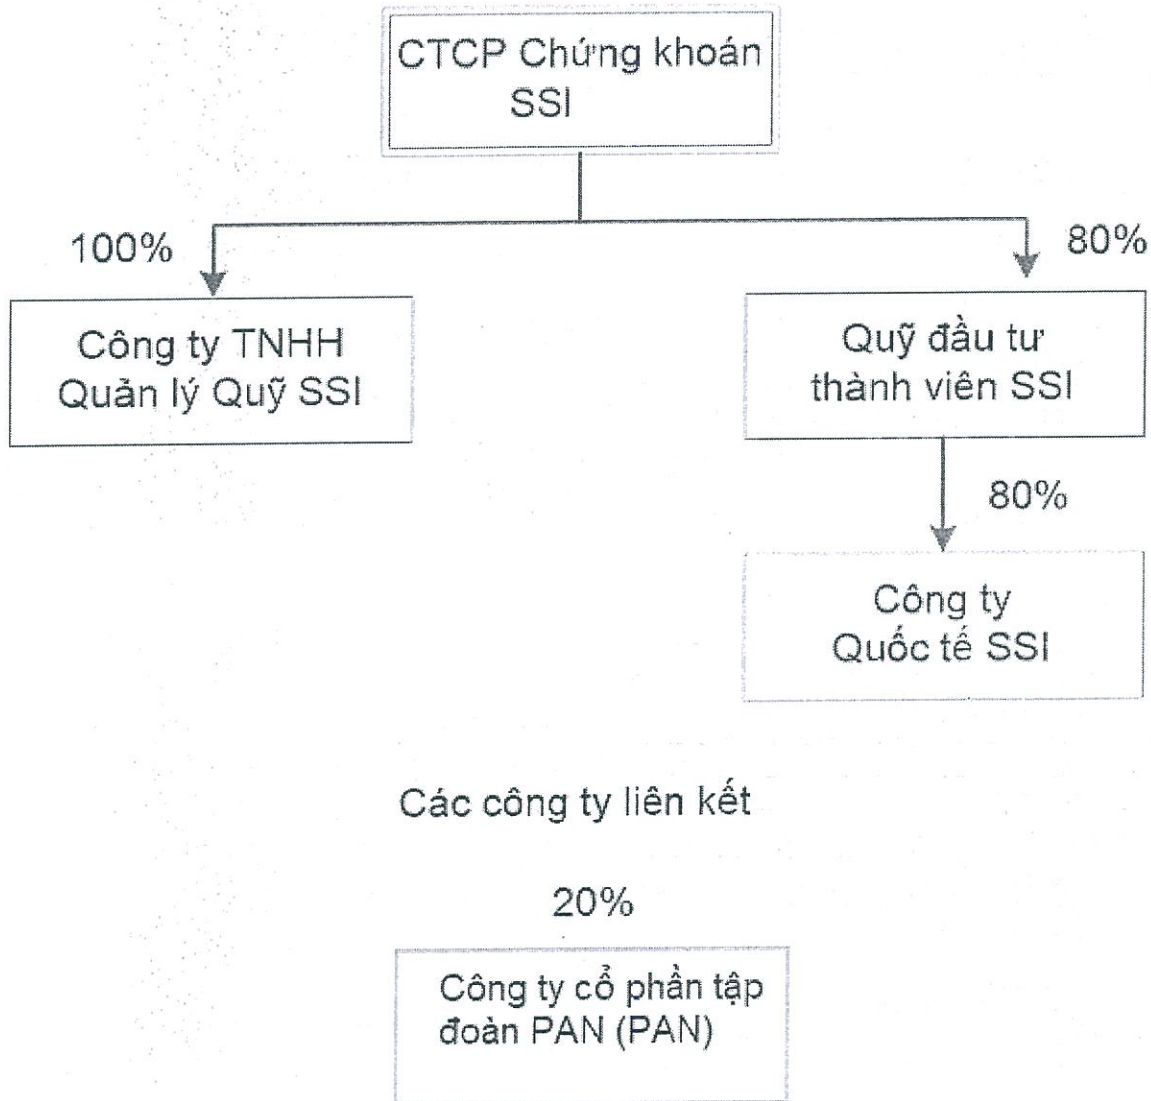 CTCP Chứng khoán
SSI
100%
80%
Công ty TNHH
Quản lý Quỹ SSI
Quỹ đầu tư
thành viên SSI
80%
Công ty
Quốc tế SSI
Các công ty liên kết
20%
Công ty cổ phần tập
đoàn PAN (PAN)